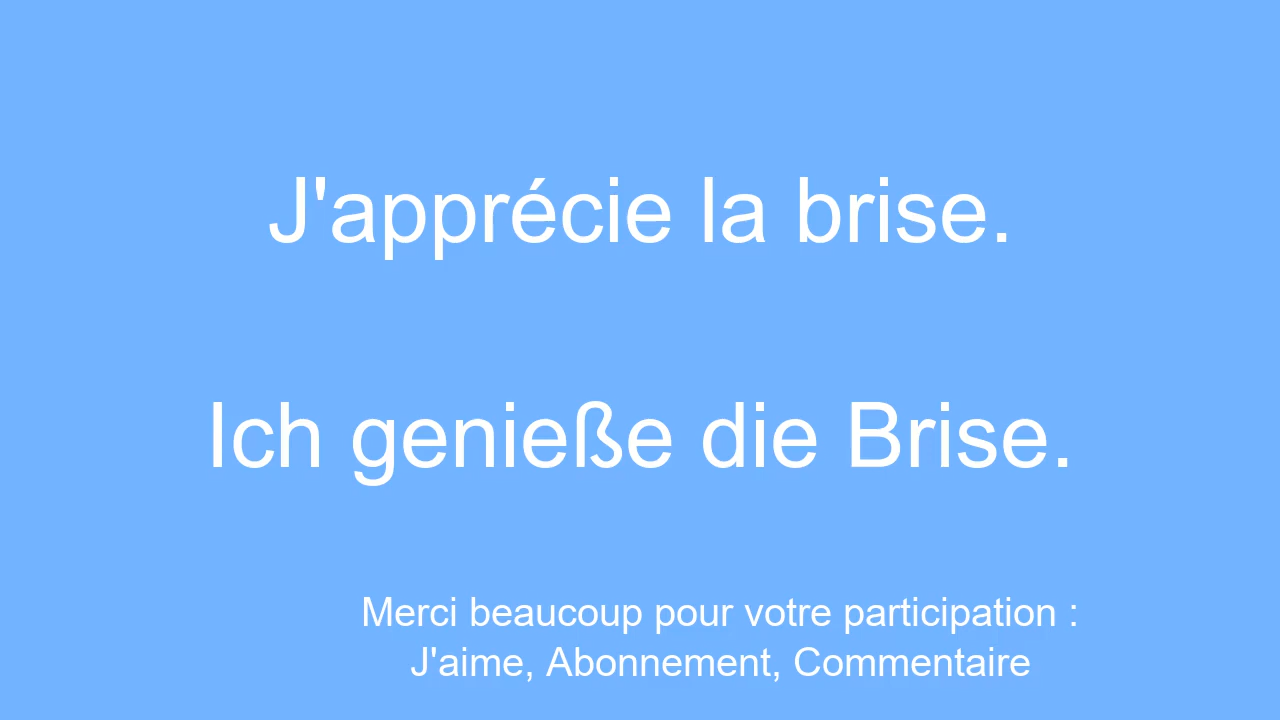 J'apprécie la brise.
Ich genieße die Brise.
Merci beaucoup pour votre participation :
J'aime, Abonnement, Commentaire